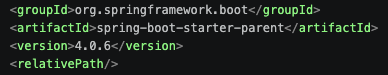 <groupId>org.springframework.boot</groupId>
<artifactId>spring-boot-starter-parent</artifactId>
<version>4.0.6</version>
<relativePath/>